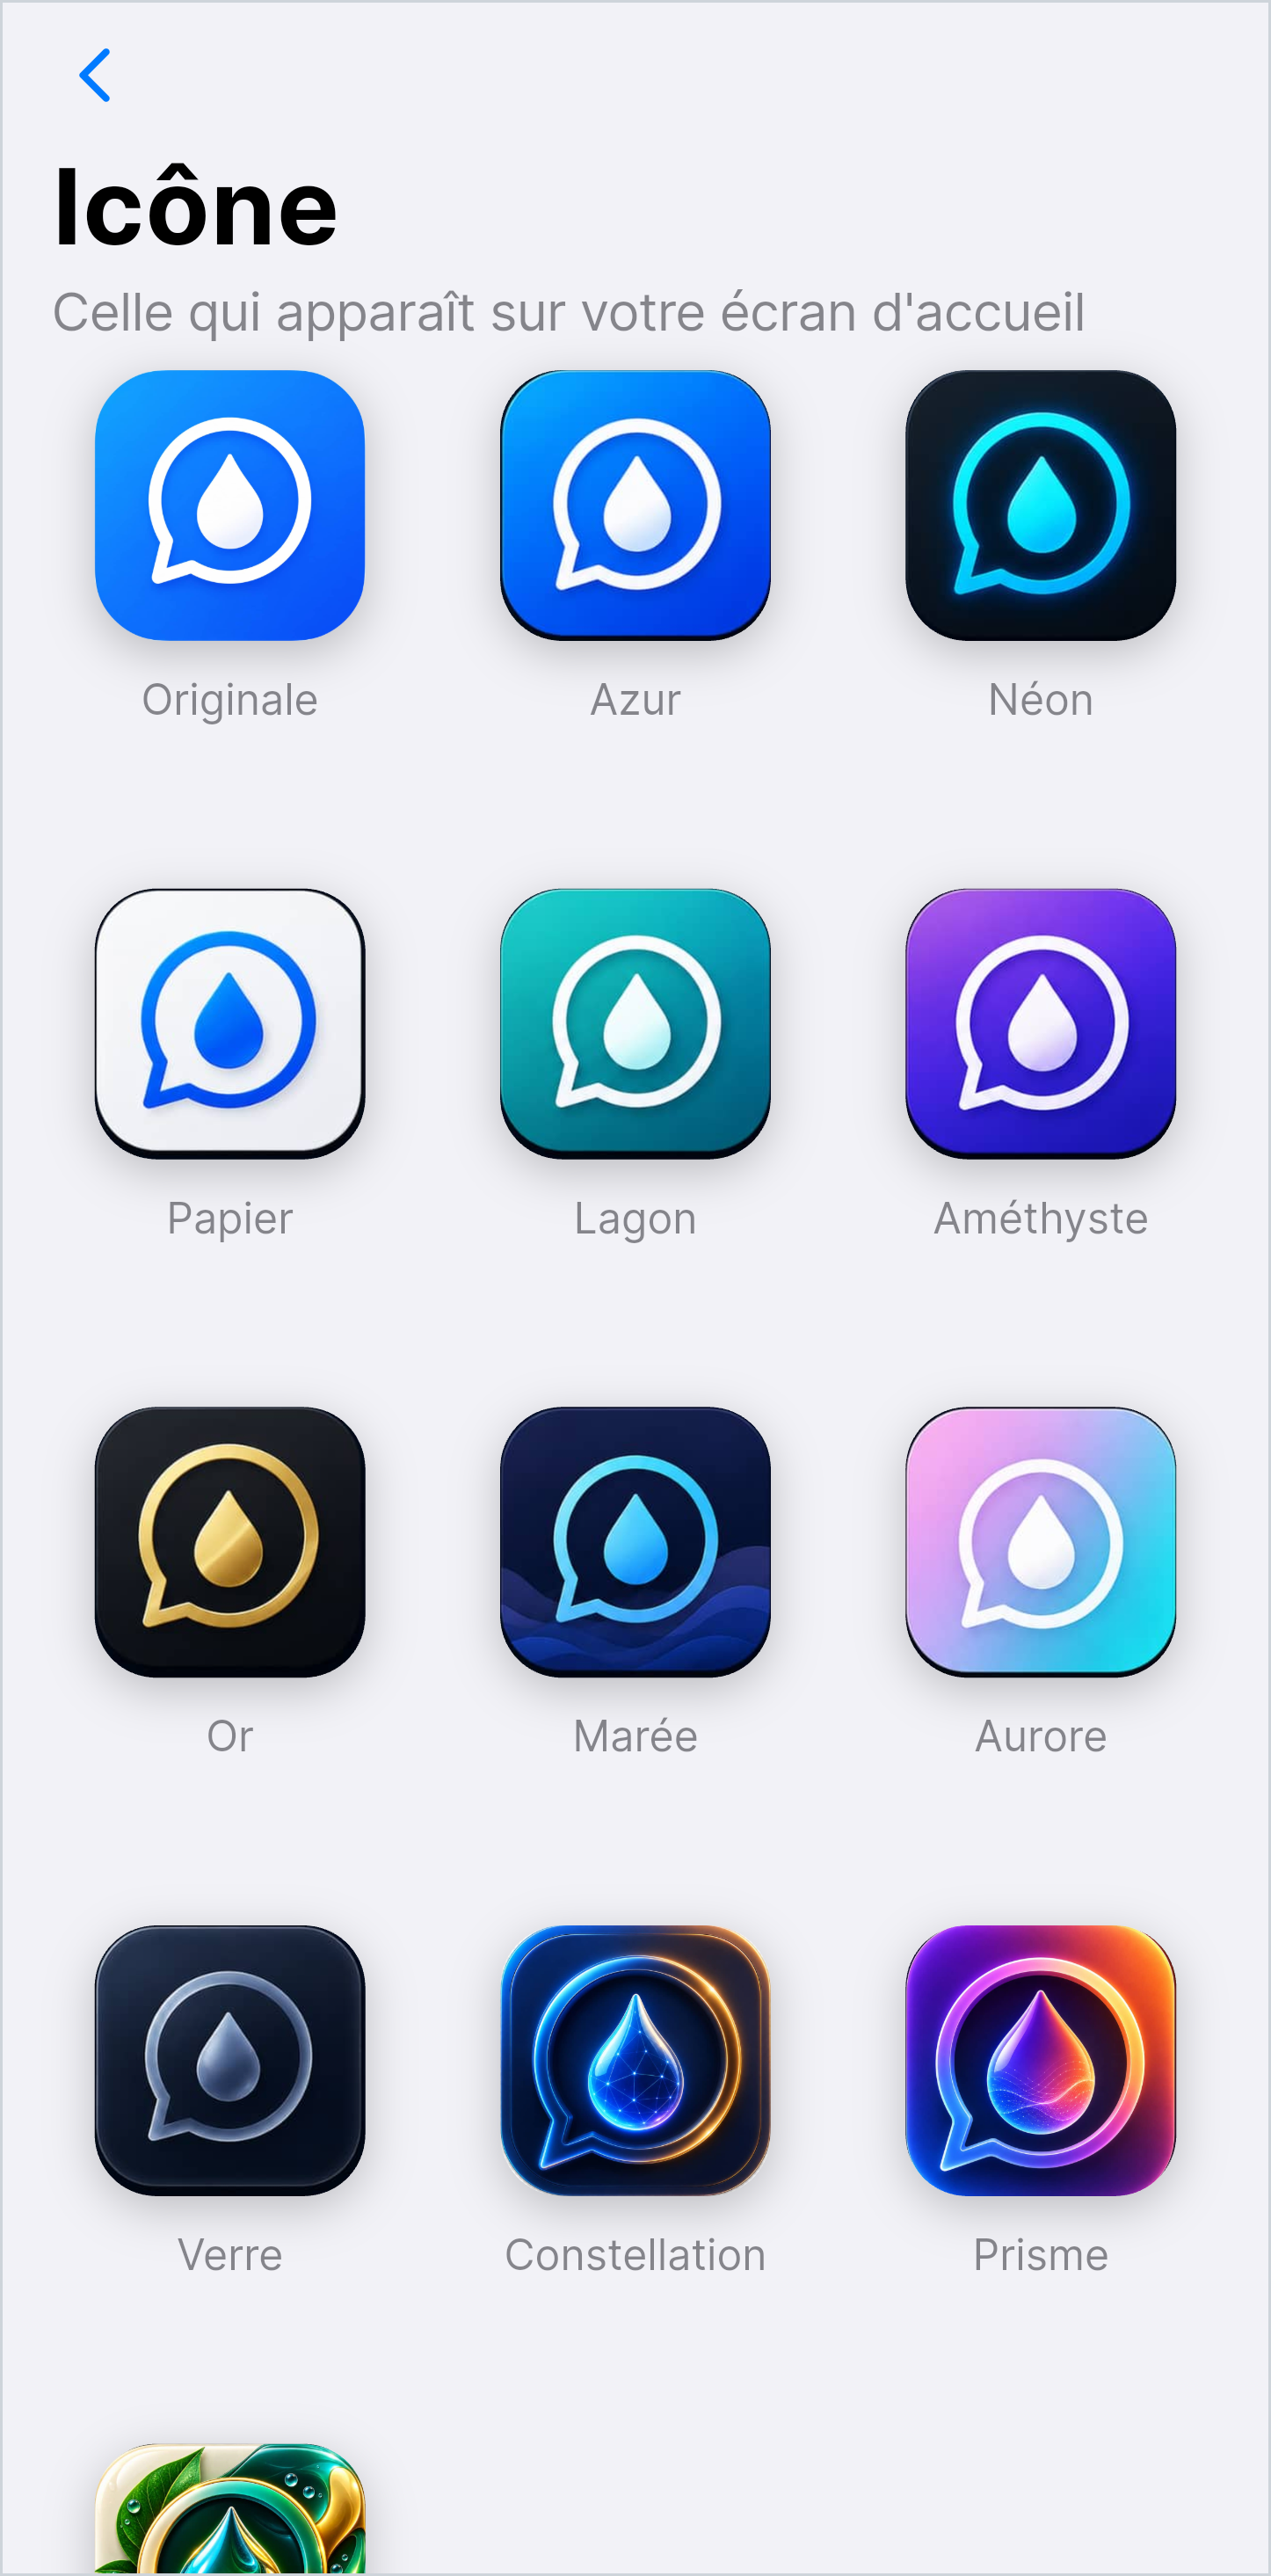 Icône
Celle qui apparaît sur votre écran d'accueil
Originale
Azur
Néon
Papier
Lagon
Améthyste
Or
Marée
Aurore
Verre
Constellation
Prisme